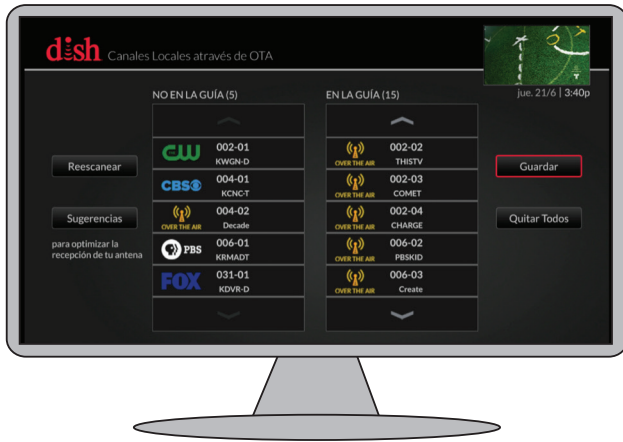 dish Canales Locales através de OTA
jue. 21/6 | 3:40p
NO EN LA GUÍA (5)
EN LA GUÍA (15)
Reescanear
Sugerencias
para optimizar la
recepción de tu antena
CW 002-01
KWGN-D
CBS 004-01
KCNC-T
OVER THE AIR 004-02
Decade
PBS 006-01
KRMADT
FOX 031-01
KDVR-D
OVER THE AIR 002-02
THISTV
OVER THE AIR 002-03
COMET
OVER THE AIR 002-04
CHARGE
OVER THE AIR 006-02
PBSKID
OVER THE AIR 006-03
Create
Guardar
Quitar Todos